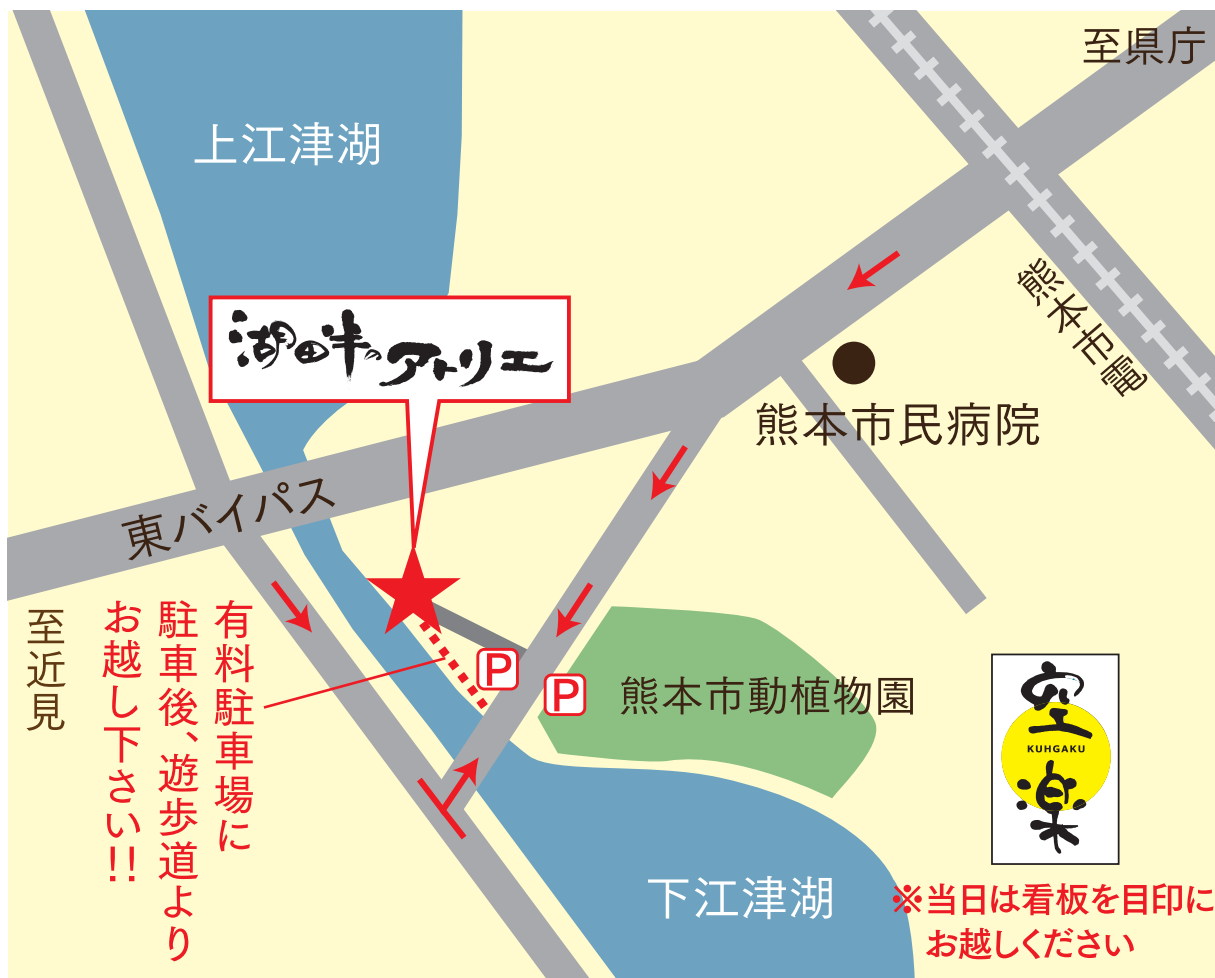 至県庁
上江津湖
熊本市電
湖畔のアトリエ
熊本市民病院
東バイパス
至近見
有料駐車場に
駐車後、遊歩道より
お越し下さい!!
P
P
熊本市動植物園
空
KUHGAKU
楽
下江津湖
※当日は看板を目印に
お越しください